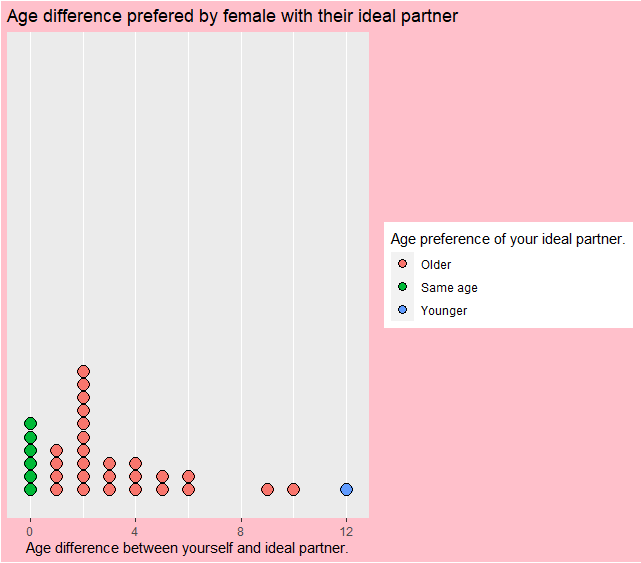 Age difference prefered by female with their ideal partner
Age preference of your ideal partner.
Older
Same age
Younger
0 4 8 12
Age difference between yourself and ideal partner.